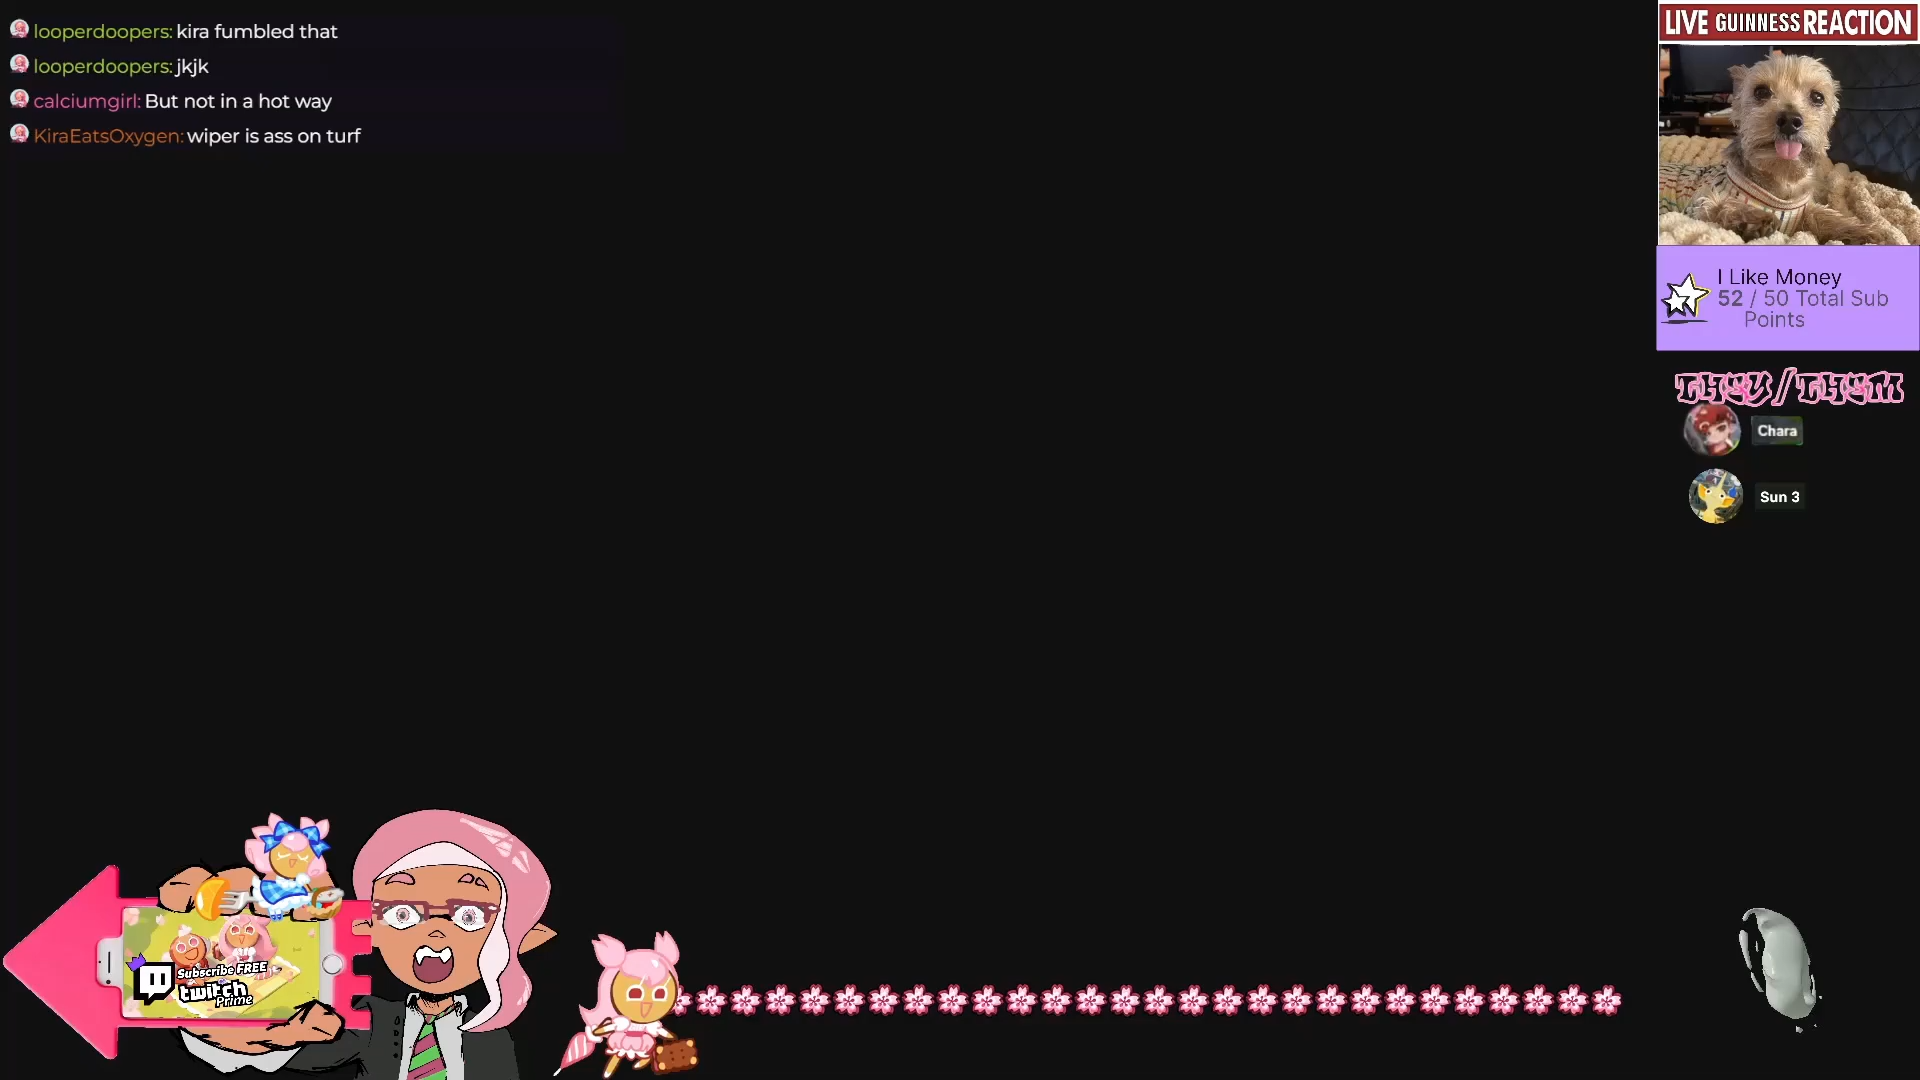 looperdoopers: kira fumbled that
looperdoopers: jkjk
calciumgirl: But not in a hot way
KiraEatsOxygen: wiper is ass on turf
LIVE GUINNESS REACTION
I Like Money
52 / 50 Total Sub
Points
THEY/THEM
Chara
Sun 3
Subscribe FREE
twitch
Prime